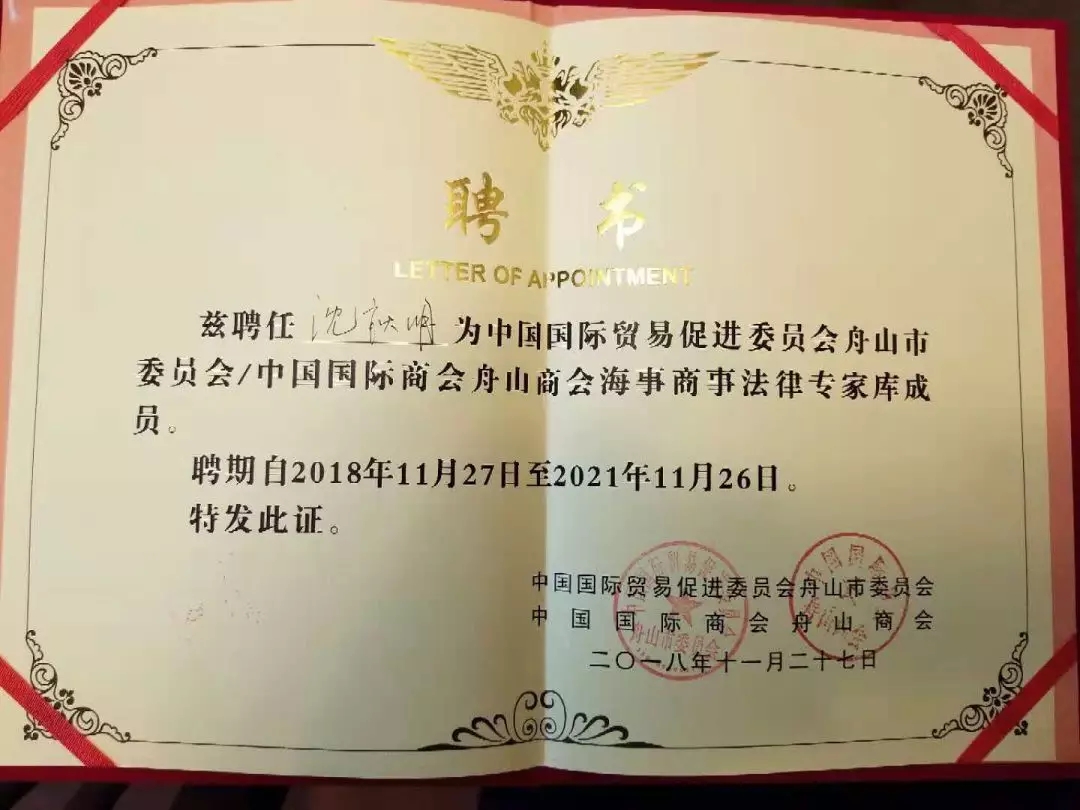 聘 书
LETTER OF APPOINTMENT
兹聘任 沈 明 为中国国际贸易促进委员会舟山市
委员会/中国国际商会舟山商会海事商事法律专家库成
员。
聘期自2018年11月27日至2021年11月26日。
特发此证。
中国国际贸易促进委员会舟山市委员会
中国国际商会舟山商会
二〇一八年十一月二十七日
舟山市委员会